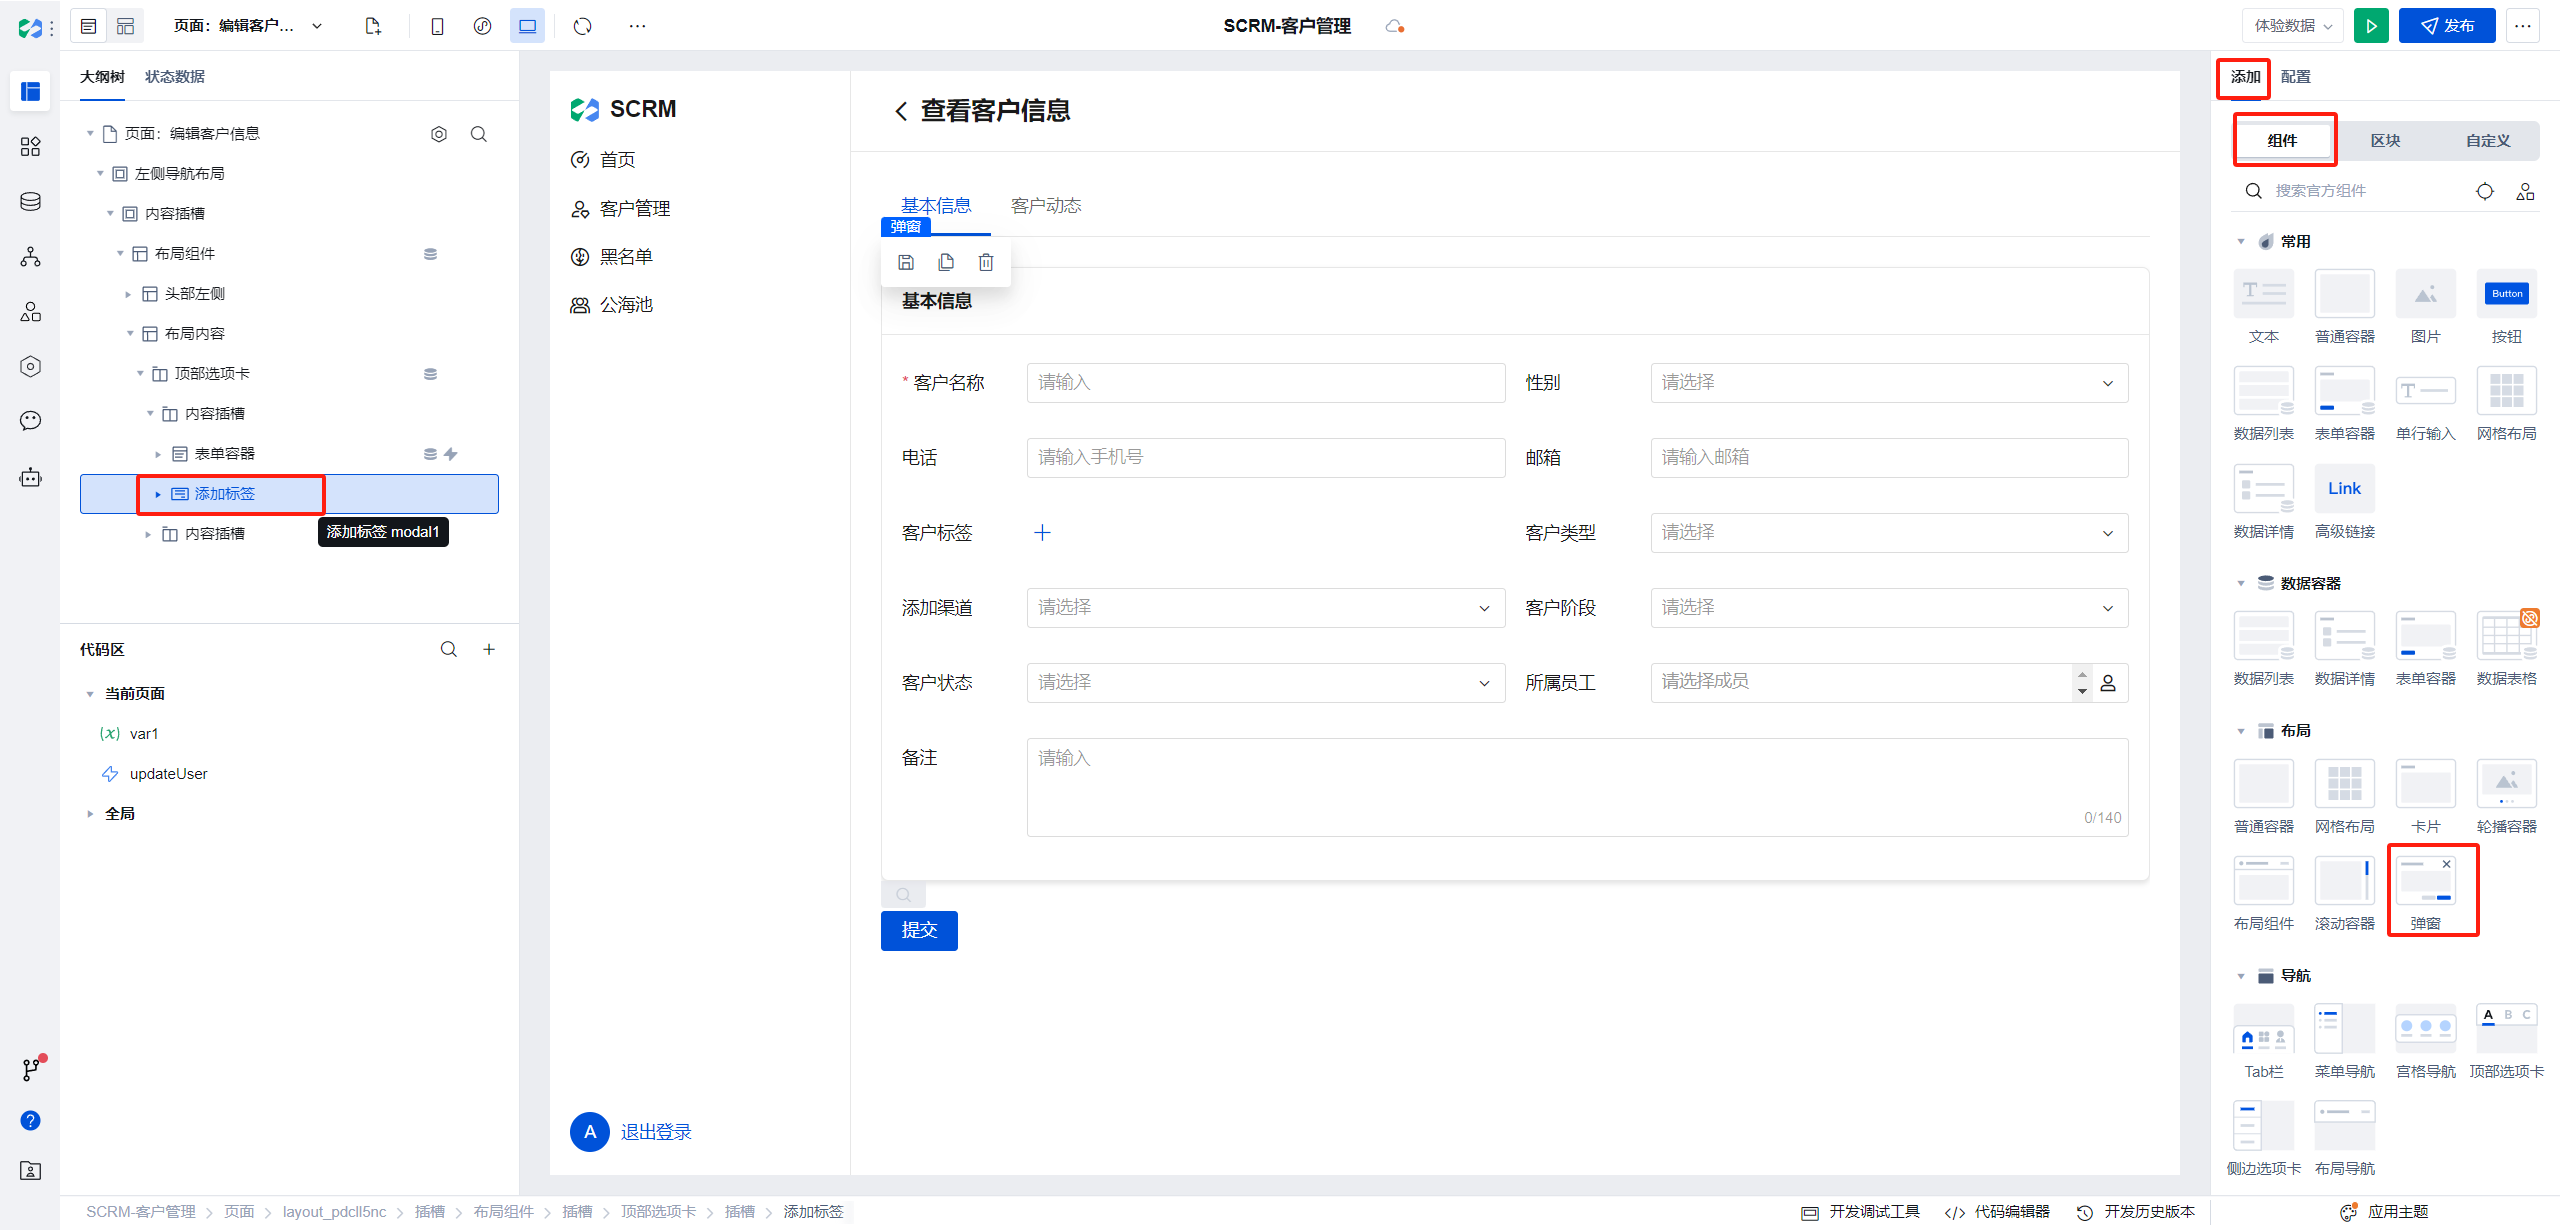 页面：编辑客户...
SCRM-客户管理
体验数据
发布
大纲树 状态数据
页面：编辑客户信息
左侧导航布局
内容插槽
布局组件
头部左侧
布局内容
顶部选项卡
内容插槽
表单容器
添加标签
添加标签 modal1
内容插槽
代码区
当前页面
(x) var1
updateUser
全局
SCRM
首页
客户管理
黑名单
公海池
A 退出登录
查看客户信息
基本信息 客户动态
弹窗
基本信息
* 客户名称 请输入 性别 请选择
电话 请输入手机号 邮箱 请输入邮箱
客户标签 客户类型 请选择
添加渠道 请选择 客户阶段 请选择
客户状态 请选择 所属员工 请选择成员
备注 请输入
0/140
提交
添加 配置
组件 区块 自定义
搜索官方组件
常用
Button
文本 普通容器 图片 按钮
T
数据列表 表单容器 单行输入 网格布局
Link
数据详情 高级链接
数据容器
数据列表 数据详情 表单容器 数据表格
布局
普通容器 网格布局 卡片 轮播容器
布局组件 滚动容器 弹窗
导航
A B C
Tab栏 菜单导航 宫格导航 顶部选项卡
侧边选项卡 布局导航
SCRM-客户管理 页面 layout_pdcll5nc 插槽 布局组件 插槽 顶部选项卡 插槽 添加标签
开发调试工具 代码编辑器 开发历史版本 应用主题